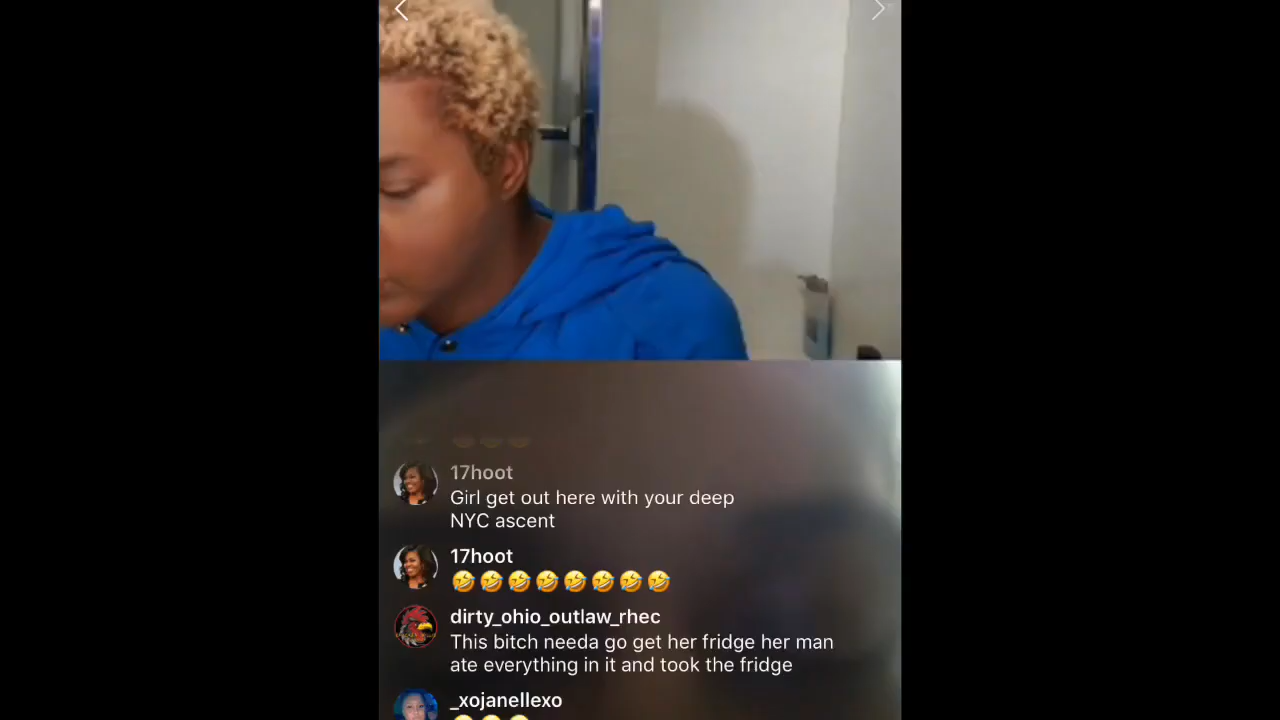 17hoot
Girl get out here with your deep
NYC ascent
17hoot
🤣🤣🤣🤣🤣🤣🤣🤣
dirty_ohio_outlaw_rhec
This bitch needa go get her fridge her man
ate everything in it and took the fridge
_xojanellexo